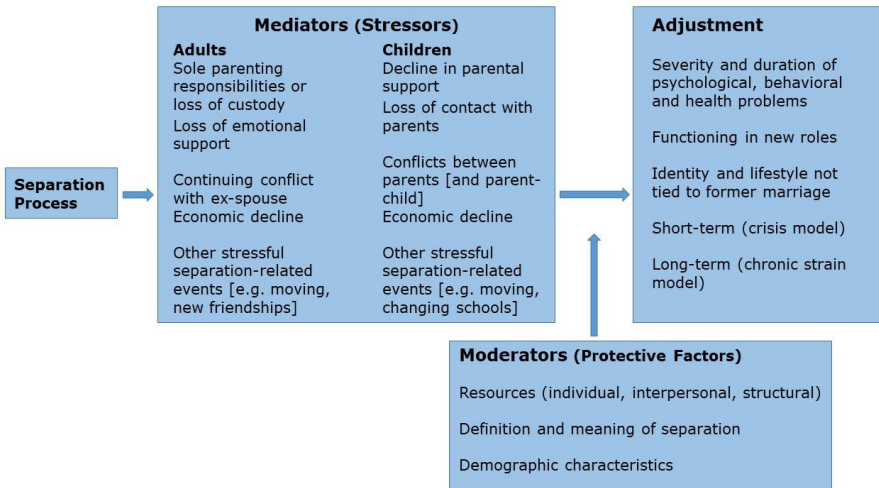 Separation
Process
Mediators (Stressors)
Adults
Sole parenting
responsibilities or
loss of custody
Loss of emotional
support
Continuing conflict
with ex-spouse
Economic decline
Other stressful
separation-related
events [e.g. moving,
new friendships]
Children
Decline in parental
support
Loss of contact with
parents
Conflicts between
parents [and parent-
child]
Economic decline
Other stressful
separation-related
events [e.g. moving,
changing schools]
Adjustment
Severity and duration of
psychological, behavioral
and health problems
Functioning in new roles
Identity and lifestyle not
tied to former marriage
Short-term (crisis model)
Long-term (chronic strain
model)
Moderators (Protective Factors)
Resources (individual, interpersonal, structural)
Definition and meaning of separation
Demographic characteristics